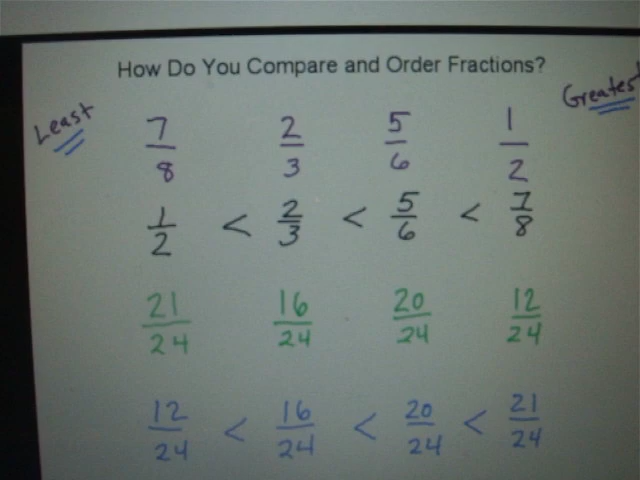 How Do You Compare and Order Fractions?
Least Greatest
7/8 2/3 5/6 1/2
1/2 < 2/3 < 5/6 < 7/8
21/24 16/24 20/24 12/24
12/24 < 16/24 < 20/24 < 21/24